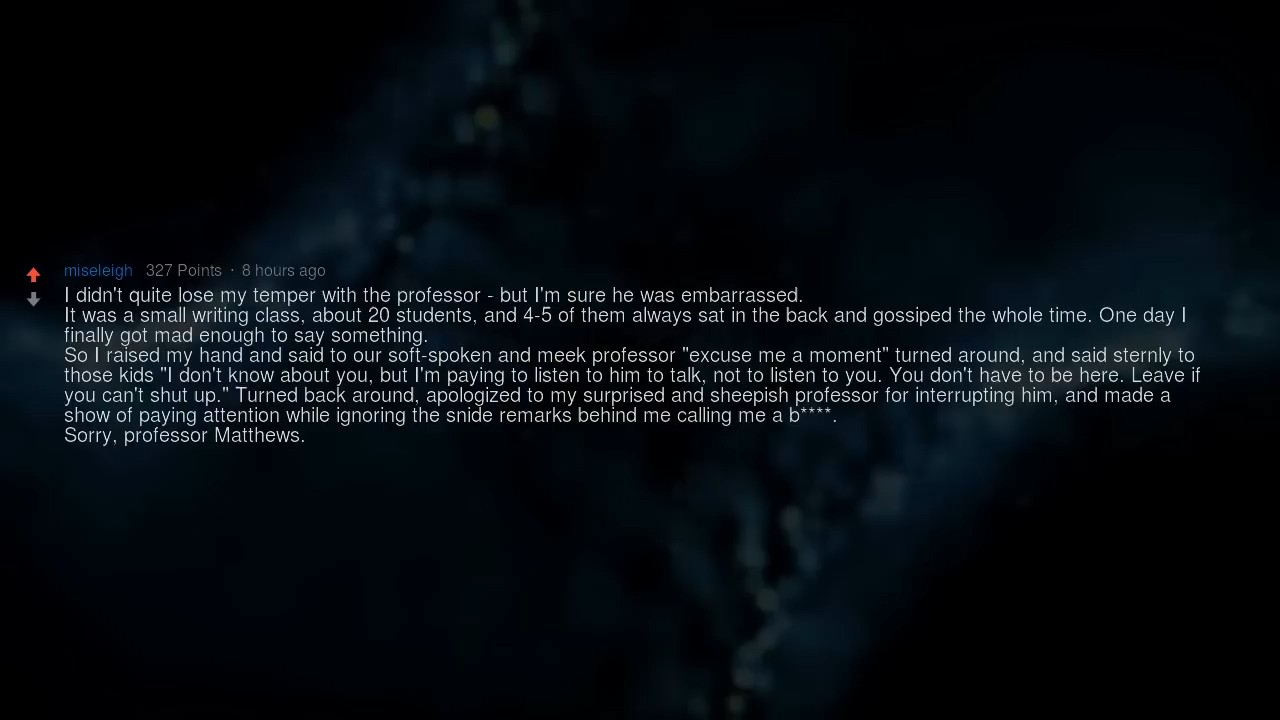 miseleigh 327 Points · 8 hours ago
I didn't quite lose my temper with the professor - but I'm sure he was embarrassed.
It was a small writing class, about 20 students, and 4-5 of them always sat in the back and gossiped the whole time. One day I
finally got mad enough to say something.
So I raised my hand and said to our soft-spoken and meek professor "excuse me a moment" turned around, and said sternly to
those kids "I don't know about you, but I'm paying to listen to him to talk, not to listen to you. You don't have to be here. Leave if
you can't shut up." Turned back around, apologized to my surprised and sheepish professor for interrupting him, and made a
show of paying attention while ignoring the snide remarks behind me calling me a b****.
Sorry, professor Matthews.